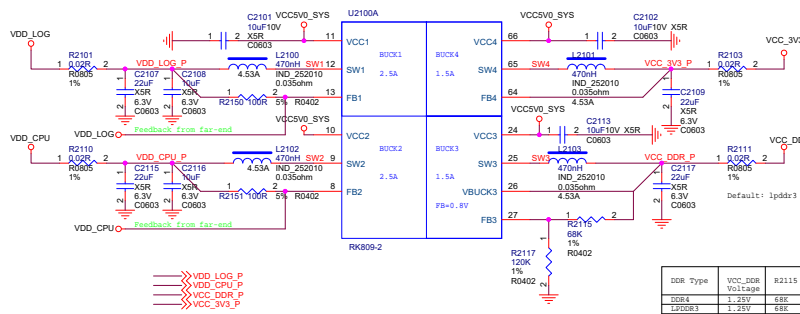 U2100A
C2101
10uF10V
X5R
C0603
VCC5V0_SYS
VCC5V0_SYS
C2102
10uF10V X5R
C0603
VDD_LOG
VCC_3V
R2101
0.02R
R0805
1%
VDD_LOG_P
L2100
470nH
IND_252010
0.035ohm
4.53A
SW1
11
12
13
VCC1
SW1
FB1
BUCK1
2.5A
BUCK4
1.5A
VCC4
SW4
FB4
66
65
64
SW4
L2101
470nH
IND_252010
0.035ohm
4.53A
VCC_3V3_P
R2103
0.02R
R0805
1%
C2107
22uF
X5R
6.3V
C0603
C2108
10uF
X5R
6.3V
C0603
R2150 100R
5% R0402
VDD_LOG
Feedback from far-end
C2109
22uF
X5R
6.3V
C0603
VCC5V0_SYS
VCC5V0_SYS
C2113
10uF10V X5R
C0603
VDD_CPU
VCC_DD
R2110
0.02R
R0805
1%
VDD_CPU_P
L2102
470nH
IND_252010
0.035ohm
4.53A
SW2
10
9
8
VCC2
SW2
FB2
BUCK2
2.5A
BUCK3
1.5A
FB=0.8V
VCC3
SW3
VBUCK3
FB3
24
25
26
27
SW3
L2103
470nH
IND_252010
0.035ohm
4.53A
VCC_DDR_P
R2111
0.02R
R0805
1%
C2115
22uF
X5R
6.3V
C0603
C2116
10uF
X5R
6.3V
C0603
R2151 100R
5% R0402
VDD_CPU
Feedback from far-end
C2117
22uF
X5R
6.3V
C0603
Default: lpddr3
R2115
68K
1%
R0402
R2117
120K
1%
R0402
RK809-2
VDD_LOG_P
VDD_CPU_P
VCC_DDR_P
VCC_3V3_P
DDR Type VCC_DDR Voltage R2115
DDR4 1.25V 68K
LPDDR3 1.25V 68K